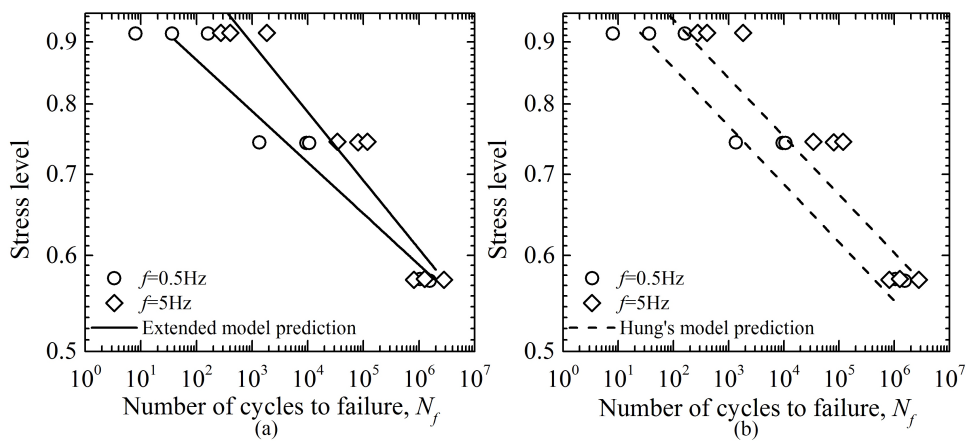 0.9
0.8
0.7
0.6
0.5
Stress level
f=0.5Hz
f=5Hz
Extended model prediction
10^0 10^1 10^2 10^3 10^4 10^5 10^6 10^7
Number of cycles to failure, N_f
(a)
0.9
0.8
0.7
0.6
0.5
Stress level
f=0.5Hz
f=5Hz
Hung's model prediction
10^0 10^1 10^2 10^3 10^4 10^5 10^6 10^7
Number of cycles to failure, N_f
(b)